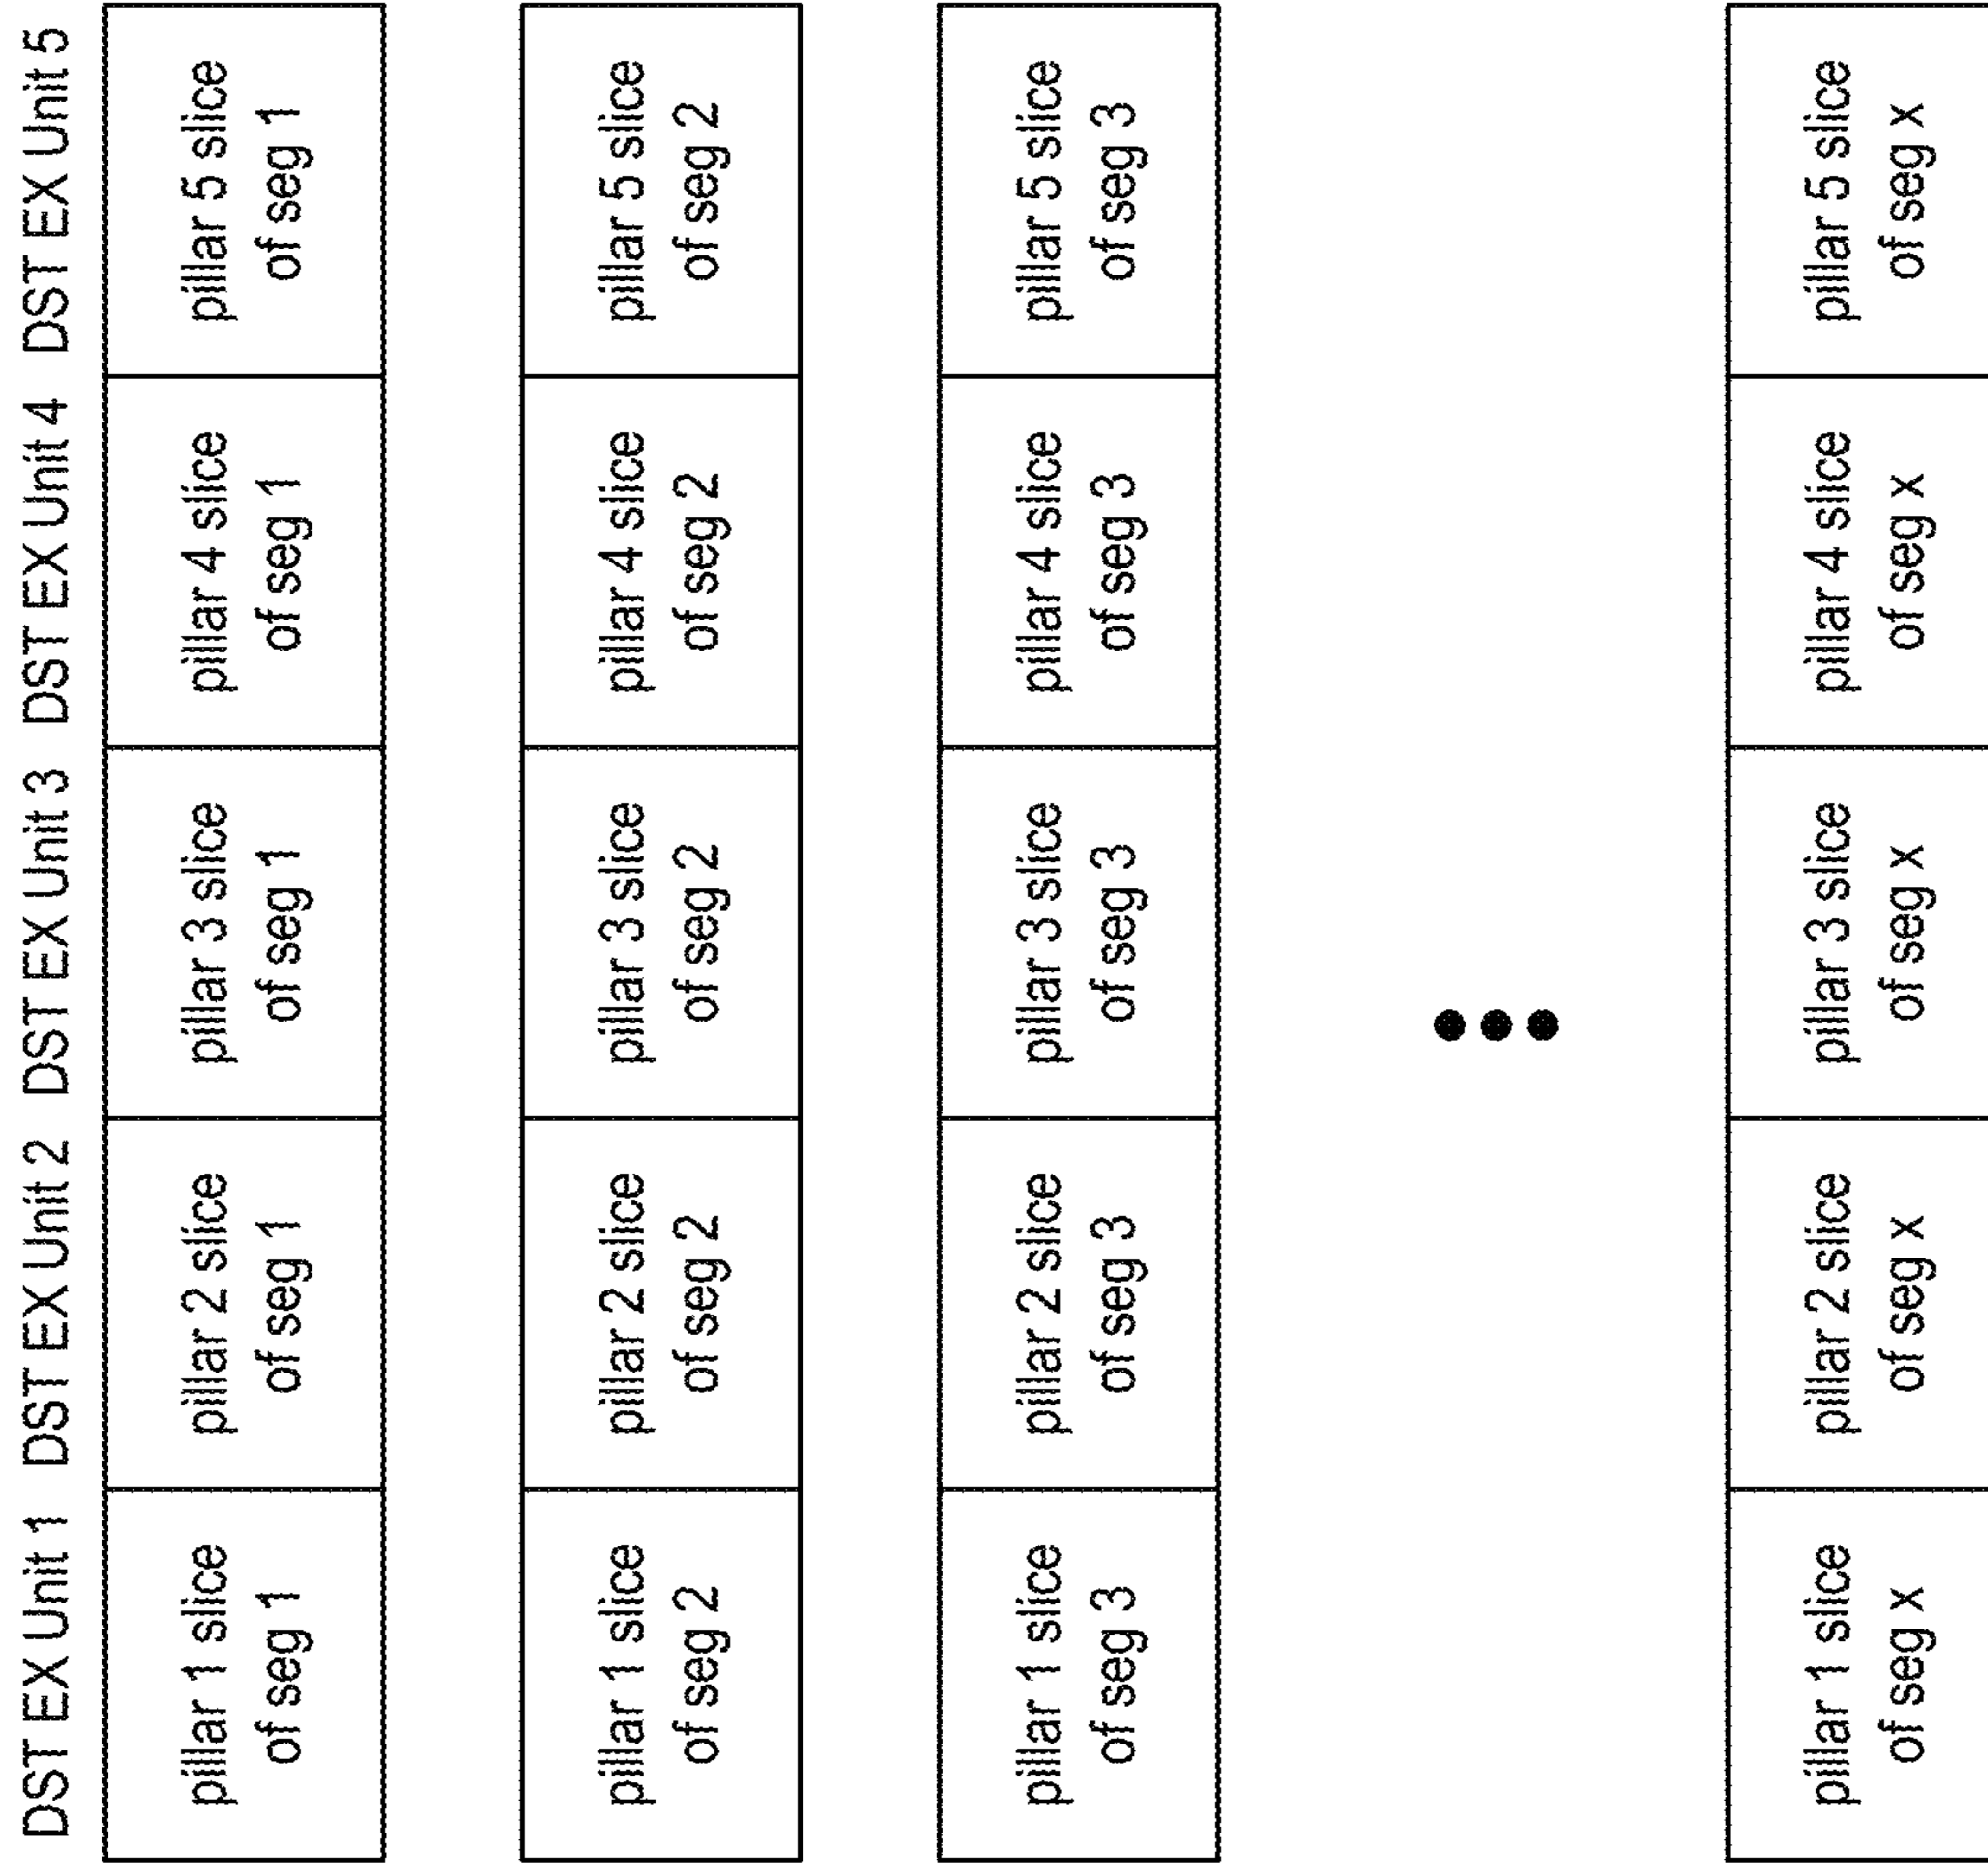 DST EX Unit 1 DST EX Unit 2 DST EX Unit 3 DST EX Unit 4 DST EX Unit 5
pillar 1 slice
of seg 1
pillar 2 slice
of seg 1
pillar 3 slice
of seg 1
pillar 4 slice
of seg 1
pillar 5 slice
of seg 1
pillar 1 slice
of seg 2
pillar 2 slice
of seg 2
pillar 3 slice
of seg 2
pillar 4 slice
of seg 2
pillar 5 slice
of seg 2
pillar 1 slice
of seg 3
pillar 2 slice
of seg 3
pillar 3 slice
of seg 3
pillar 4 slice
of seg 3
pillar 5 slice
of seg 3
pillar 1 slice
of seg x
pillar 2 slice
of seg x
pillar 3 slice
of seg x
pillar 4 slice
of seg x
pillar 5 slice
of seg x